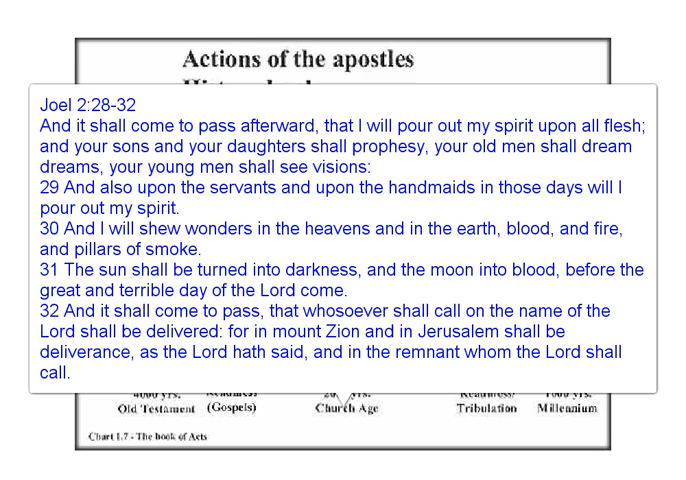 Actions of the apostles
Joel 2:28-32
And it shall come to pass afterward, that I will pour out my spirit upon all flesh;
and your sons and your daughters shall prophesy, your old men shall dream
dreams, your young men shall see visions:
29 And also upon the servants and upon the handmaids in those days will I
pour out my spirit.
30 And I will shew wonders in the heavens and in the earth, blood, and fire,
and pillars of smoke.
31 The sun shall be turned into darkness, and the moon into blood, before the
great and terrible day of the Lord come.
32 And it shall come to pass, that whosoever shall call on the name of the
Lord shall be delivered: for in mount Zion and in Jerusalem shall be
deliverance, as the Lord hath said, and in the remnant whom the Lord shall
call.
4000 yrs. yrs. 1000 yrs.
Old Testament (Gospels) Church Age Tribulation Millennium
Chart 1.7 - The book of Acts